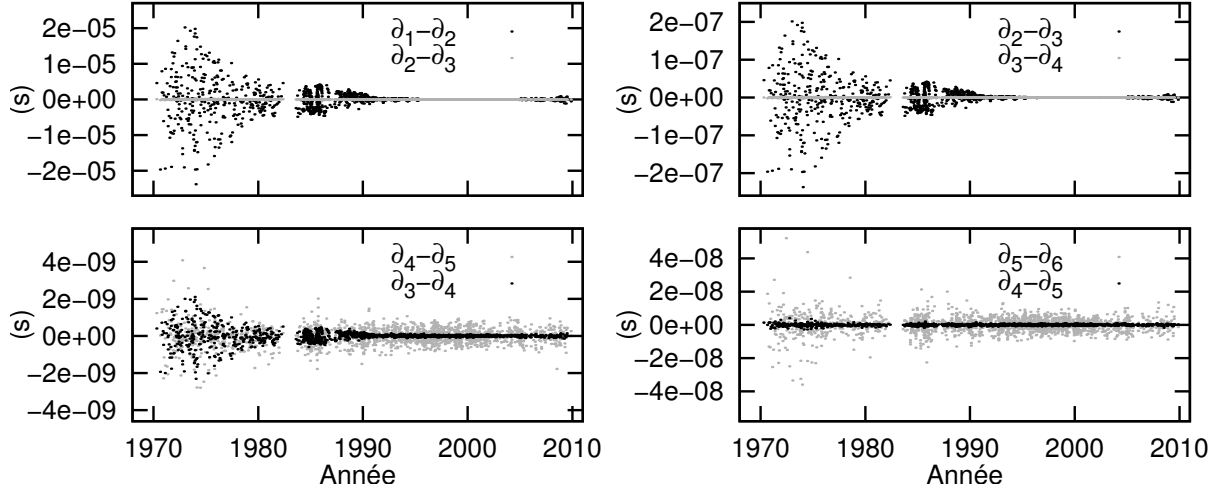 2e−05
1e−05
0e+00
−1e−05
−2e−05
(s)
∂1−∂2
∂2−∂3
2e−07
1e−07
0e+00
−1e−07
−2e−07
(s)
∂2−∂3
∂3−∂4
4e−09
2e−09
0e+00
−2e−09
−4e−09
(s)
∂4−∂5
∂3−∂4
1970 1980 1990 2000 2010
Année
4e−08
2e−08
0e+00
−2e−08
−4e−08
(s)
∂5−∂6
∂4−∂5
1970 1980 1990 2000 2010
Année